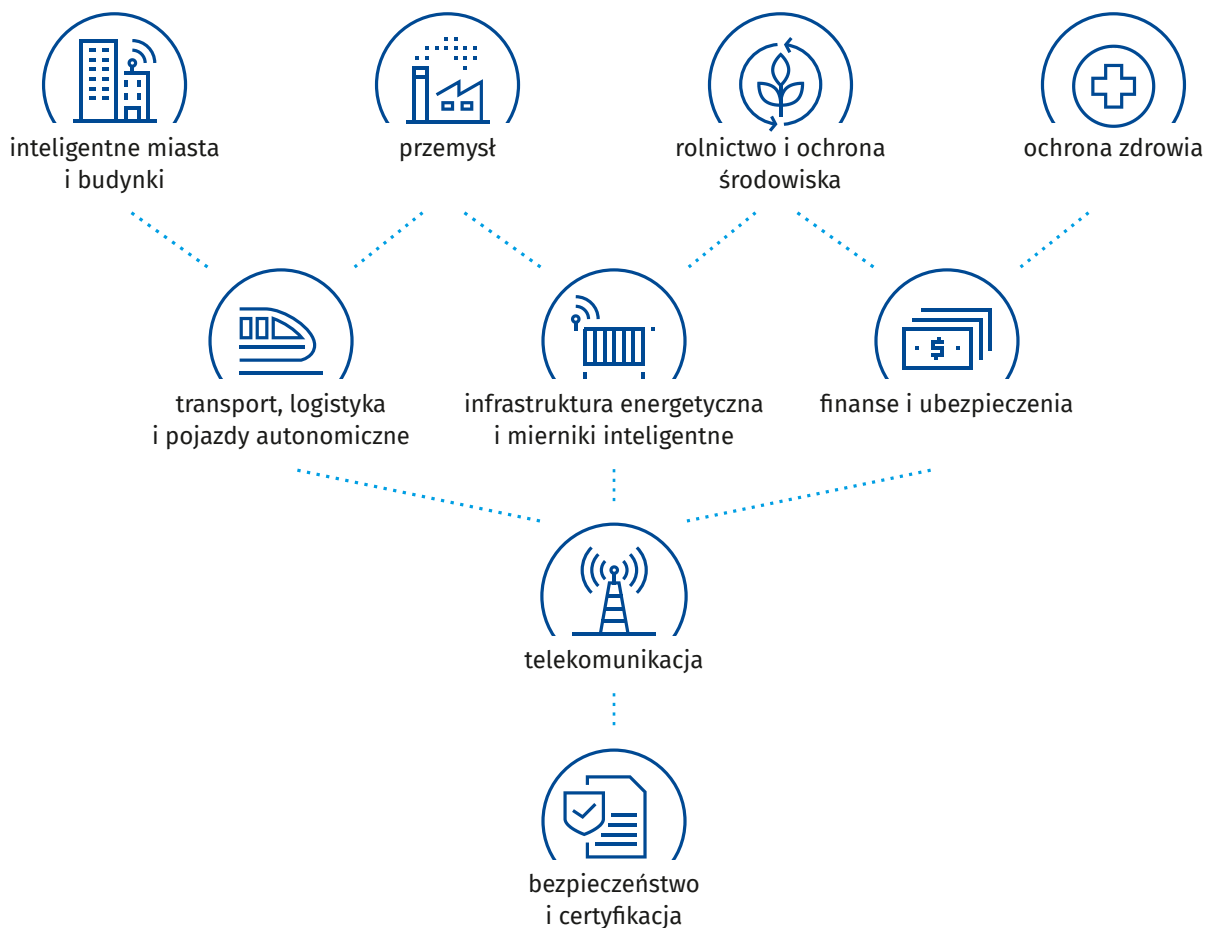 inteligentne miasta
i budynki
przemysł
rolnictwo i ochrona
środowiska
ochrona zdrowia
transport, logistyka
i pojazdy autonomiczne
infrastruktura energetyczna
i mierniki inteligentne
$
finanse i ubezpieczenia
telekomunikacja
bezpieczeństwo
i certyfikacja